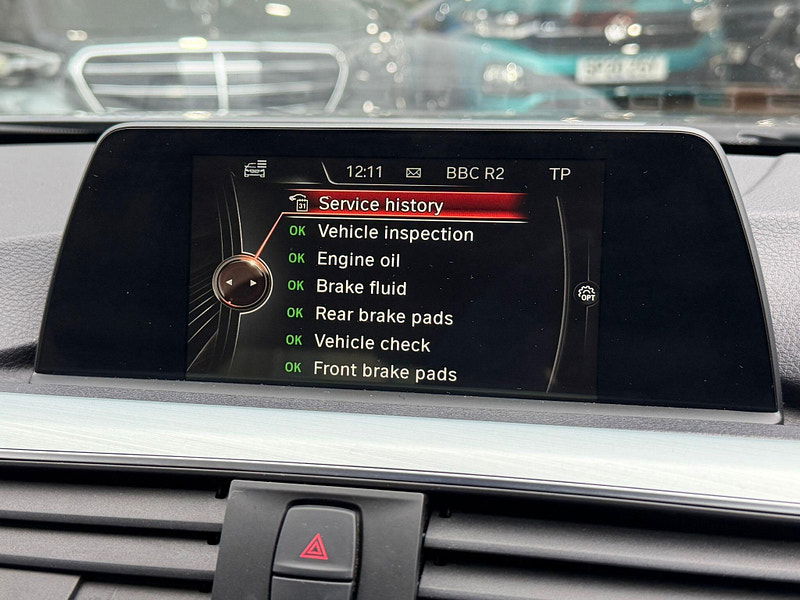 12:11 BBC R2 TP
31 Service history
OK Vehicle inspection
OK Engine oil
OK Brake fluid
OPT
OK Rear brake pads
OK Vehicle check
OK Front brake pads